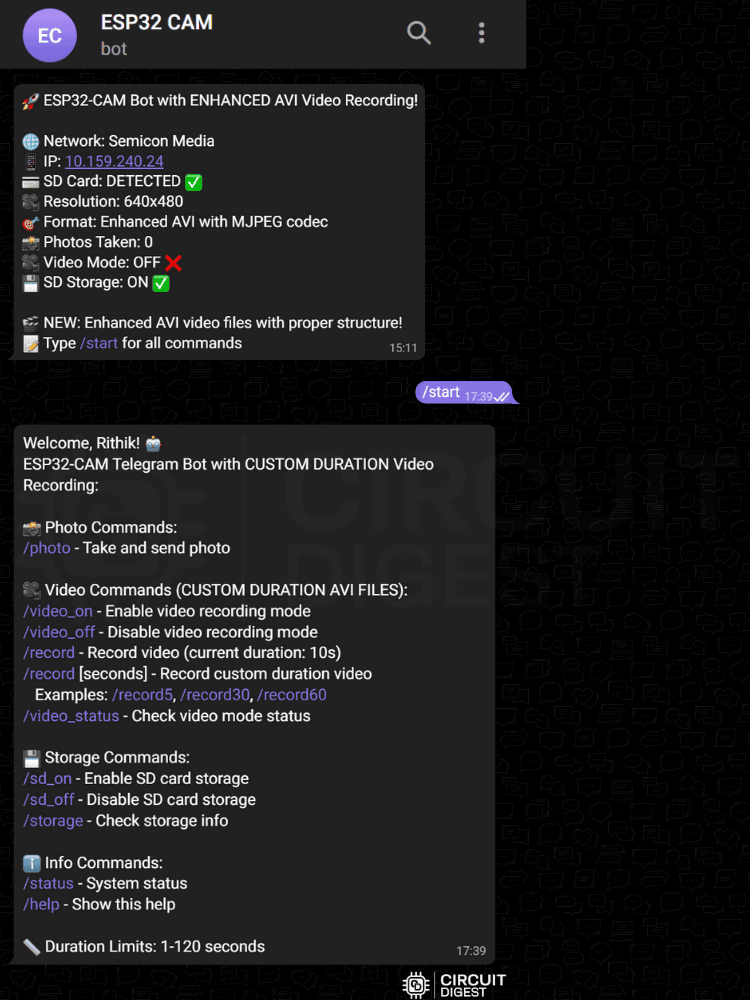 EC
ESP32 CAM
bot
🚀 ESP32-CAM Bot with ENHANCED AVI Video Recording!
🌐 Network: Semicon Media
📱 IP: 10.159.240.24
💳 SD Card: DETECTED ✅
🎥 Resolution: 640x480
🎯 Format: Enhanced AVI with MJPEG codec
📸 Photos Taken: 0
🎥 Video Mode: OFF ❌
💾 SD Storage: ON ✅
🎬 NEW: Enhanced AVI video files with proper structure!
📝 Type /start for all commands
15:11
/start 17:39
Welcome, Rithik! 🤖
ESP32-CAM Telegram Bot with CUSTOM DURATION Video
Recording:
📸 Photo Commands:
/photo - Take and send photo
🎥 Video Commands (CUSTOM DURATION AVI FILES):
/video_on - Enable video recording mode
/video_off - Disable video recording mode
/record - Record video (current duration: 10s)
/record [seconds] - Record custom duration video
Examples: /record5, /record30, /record60
/video_status - Check video mode status
💾 Storage Commands:
/sd_on - Enable SD card storage
/sd_off - Disable SD card storage
/storage - Check storage info
ℹ️ Info Commands:
/status - System status
/help - Show this help
📏 Duration Limits: 1-120 seconds
17:39
CIRCUIT
DIGEST
CIRCUIT
DIGEST